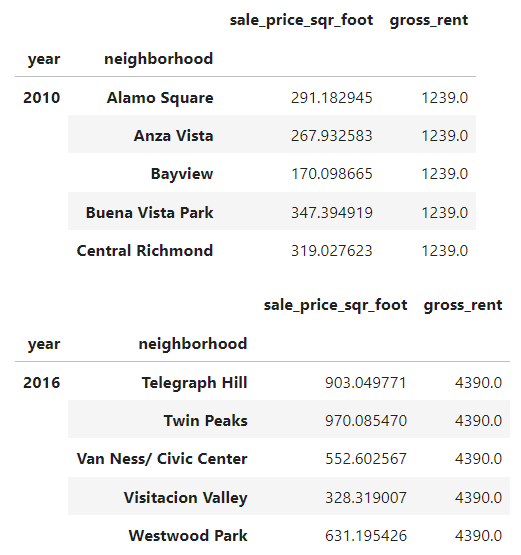 sale_price_sqr_foot gross_rent
year neighborhood
2010 Alamo Square 291.182945 1239.0
Anza Vista 267.932583 1239.0
Bayview 170.098665 1239.0
Buena Vista Park 347.394919 1239.0
Central Richmond 319.027623 1239.0
sale_price_sqr_foot gross_rent
year neighborhood
2016 Telegraph Hill 903.049771 4390.0
Twin Peaks 970.085470 4390.0
Van Ness/ Civic Center 552.602567 4390.0
Visitacion Valley 328.319007 4390.0
Westwood Park 631.195426 4390.0